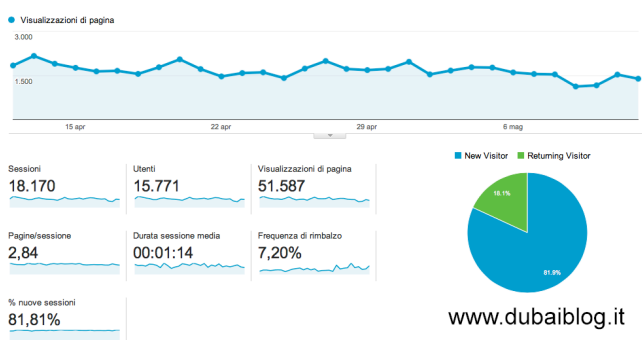 Visualizzazioni di pagina
3.000
1.500
15 apr
22 apr
29 apr
6 mag
New Visitor
Returning Visitor
Sessioni
18.170
Utenti
15.771
Visualizzazioni di pagina
51.587
18.1%
81.9%
Pagine/sessione
2,84
Durata sessione media
00:01:14
Frequenza di rimbalzo
7,20%
% nuove sessioni
81,81%
www.dubaiblog.it